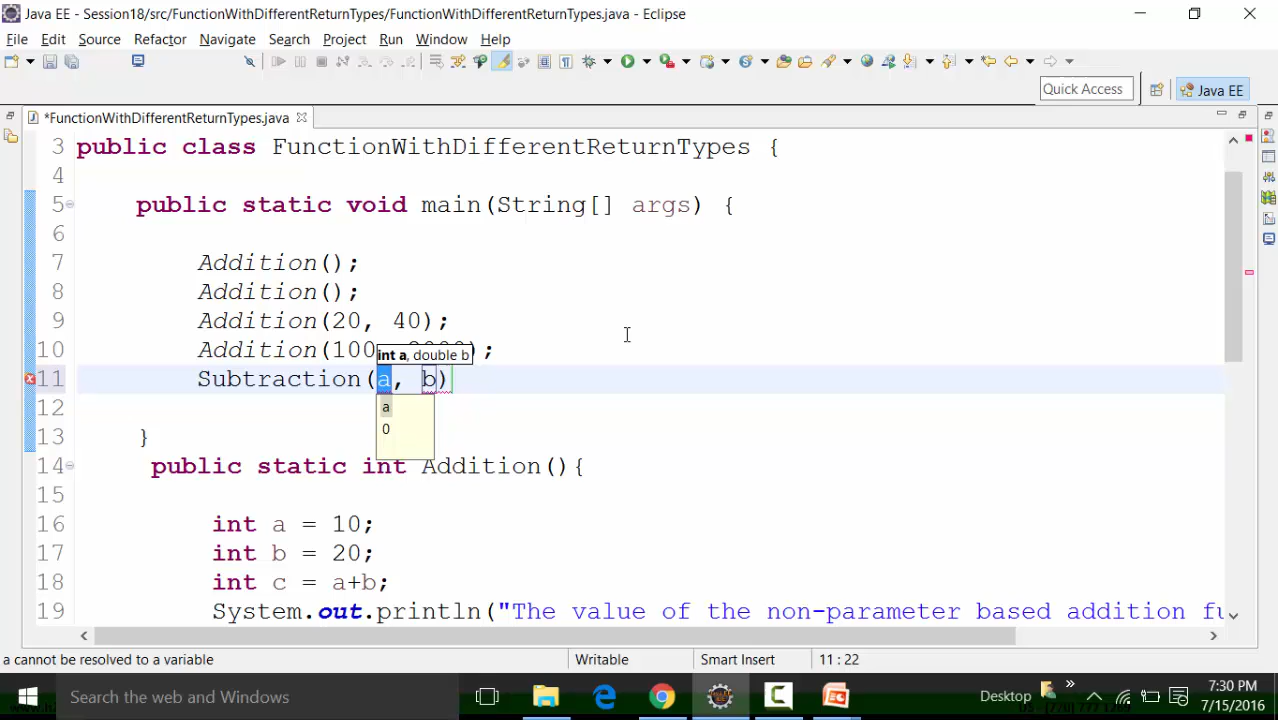 Java EE - Session18/src/FunctionWithDifferentReturnTypes/FunctionWithDifferentReturnTypes.java - Eclipse
File Edit Source Refactor Navigate Search Project Run Window Help
Quick Access
Java EE
*FunctionWithDifferentReturnTypes.java
3 public class FunctionWithDifferentReturnTypes {
4
5 public static void main(String[] args) {
6
7 Addition();
8 Addition();
9 Addition(20, 40);
10 Addition(100 );
int a, double b
11 Subtraction(a, b)
a
12
0
13 }
14 public static int Addition(){
15
16 int a = 10;
17 int b = 20;
18 int c = a+b;
19 System.out.println("The value of the non-parameter based addition fu
a cannot be resolved to a variable
Writable
Smart Insert
11 : 22
Search the web and Windows
Desktop
7:30 PM
7/15/2016